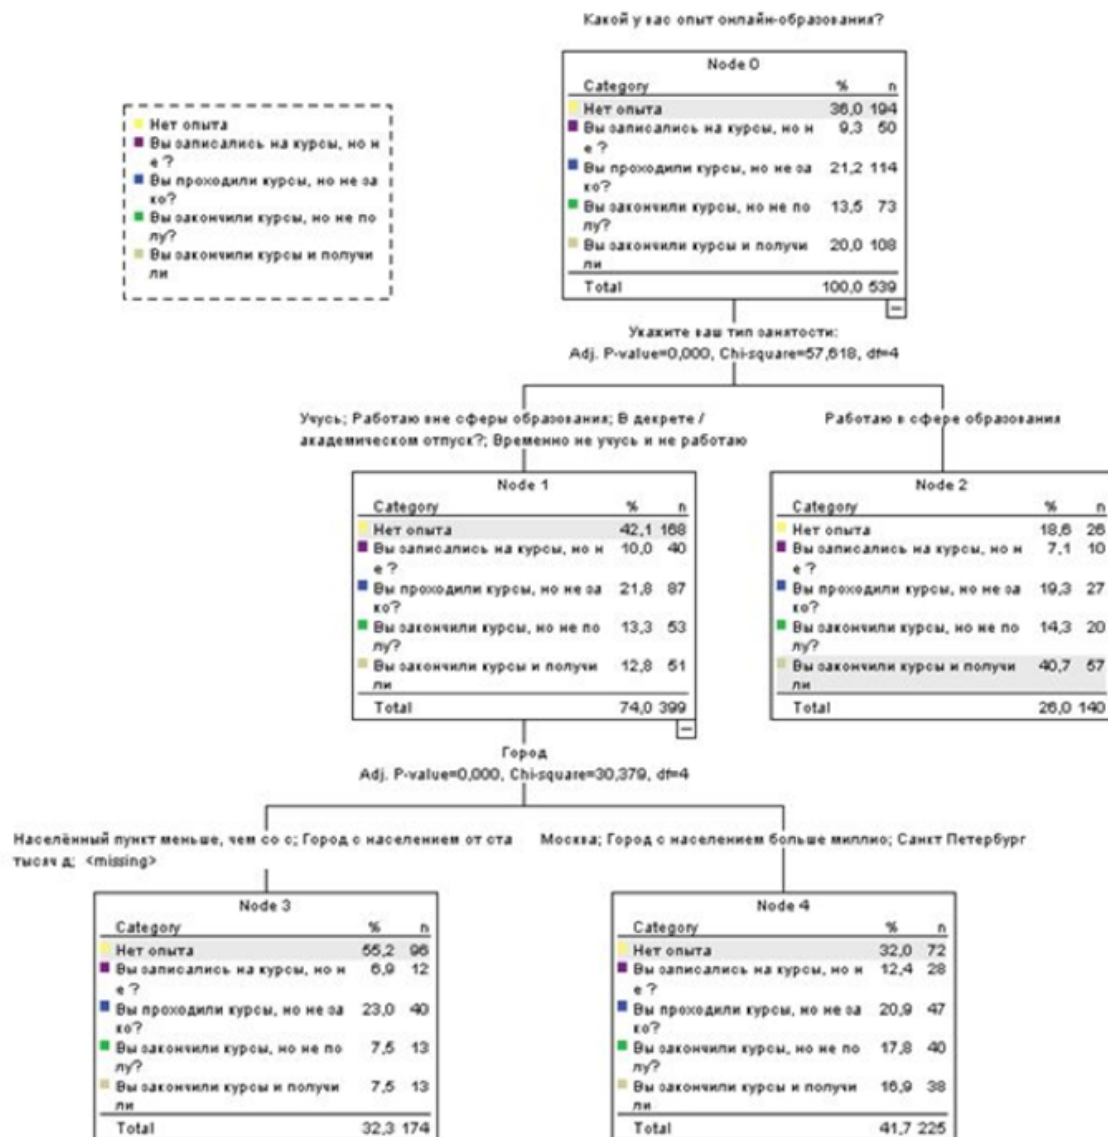 Какой у вас опыт онлайн-образования?
Node 0
Category % n
Нет опыта 36,0 194
Вы записались на курсы, но н
е ?
9,3 50
Вы проходили курсы, но не за
ко?
21,2 114
Вы закончили курсы, но не по
лу?
13,5 73
Вы закончили курсы и получи
ли
20,0 108
Total 100,0 539
Нет опыта
Вы записались на курсы, но н
е ?
Вы проходили курсы, но не за
ко?
Вы закончили курсы, но не по
лу?
Вы закончили курсы и получи
ли
Укажите ваш тип занятости:
Adj. P-value=0,000, Chi-square=57,618, df=4
Учусь; Работаю вне сферы образования; В декрете /
академическом отпуск?; Временно не учусь и не работаю
Работаю в сфере образования
Node 1
Category % n
Нет опыта 42,1 168
Вы записались на курсы, но н
е ?
10,0 40
Вы проходили курсы, но не за
ко?
21,8 87
Вы закончили курсы, но не по
лу?
13,3 53
Вы закончили курсы и получи
ли
12,8 51
Total 74,0 399
Node 2
Category % n
Нет опыта 18,6 26
Вы записались на курсы, но н
е ?
7,1 10
Вы проходили курсы, но не за
ко?
19,3 27
Вы закончили курсы, но не по
лу?
14,3 20
Вы закончили курсы и получи
ли
40,7 57
Total 26,0 140
Город
Adj. P-value=0,000, Chi-square=30,379, df=4
Населённый пункт меньше, чем со с; Город с населением от ста
тысяч д; <missing>
Москва; Город с населением больше миллио; Санкт Петербург
Node 3
Category % n
Нет опыта 55,2 96
Вы записались на курсы, но н
е ?
6,9 12
Вы проходили курсы, но не за
ко?
23,0 40
Вы закончили курсы, но не по
лу?
7,5 13
Вы закончили курсы и получи
ли
7,5 13
Total 32,3 174
Node 4
Category % n
Нет опыта 32,0 72
Вы записались на курсы, но н
е ?
12,4 28
Вы проходили курсы, но не за
ко?
20,9 47
Вы закончили курсы, но не по
лу?
17,8 40
Вы закончили курсы и получи
ли
16,9 38
Total 41,7 225